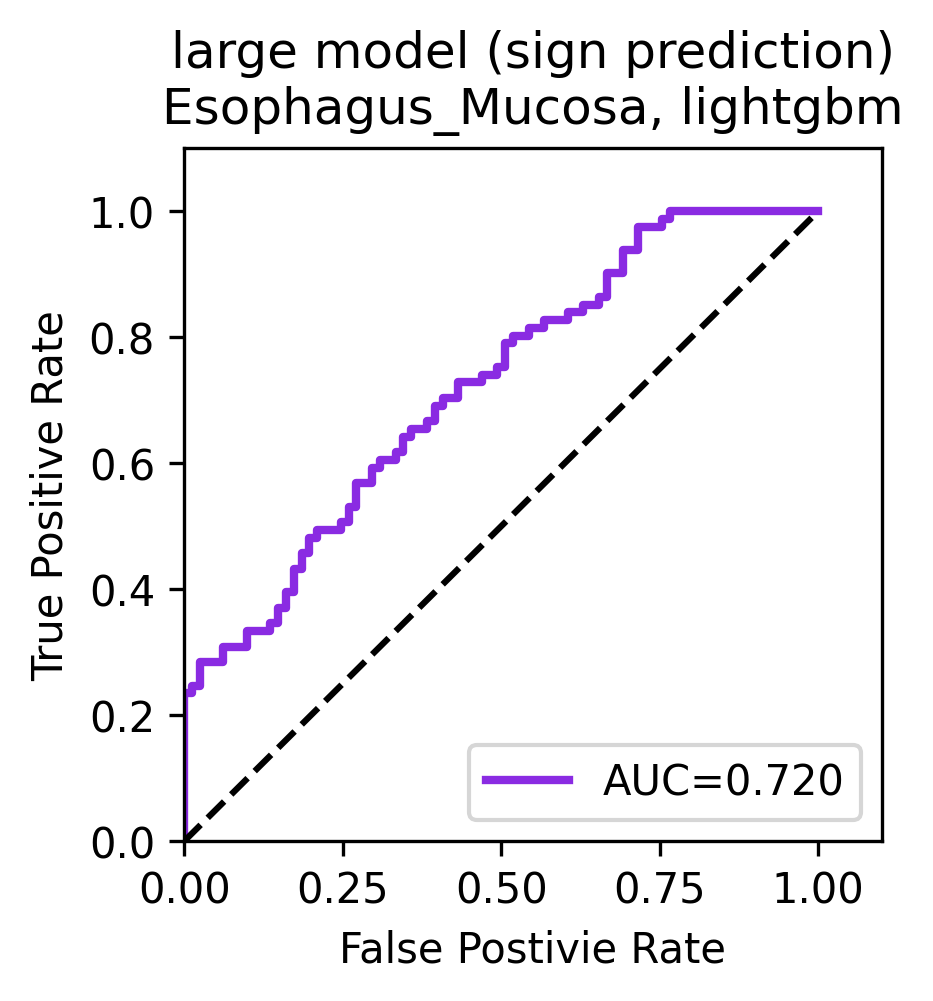 large model (sign prediction)
Esophagus_Mucosa, lightgbm
1.0
0.8
0.6
0.4
0.2
0.0
True Positive Rate
AUC=0.720
0.00 0.25 0.50 0.75 1.00
False Postivie Rate